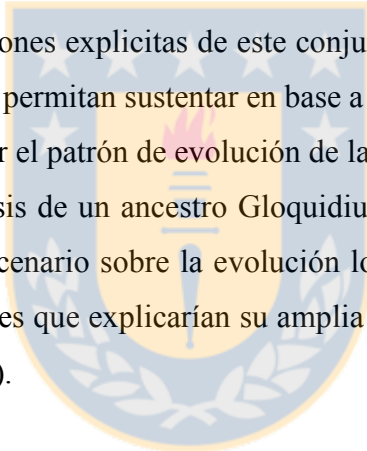 ones explicitas de este conju
permitan sustentar en base a
r el patrón de evolución de la
sis de un ancestro Gloquidiu
cenario sobre la evolución lo
es que explicarían su amplia
).